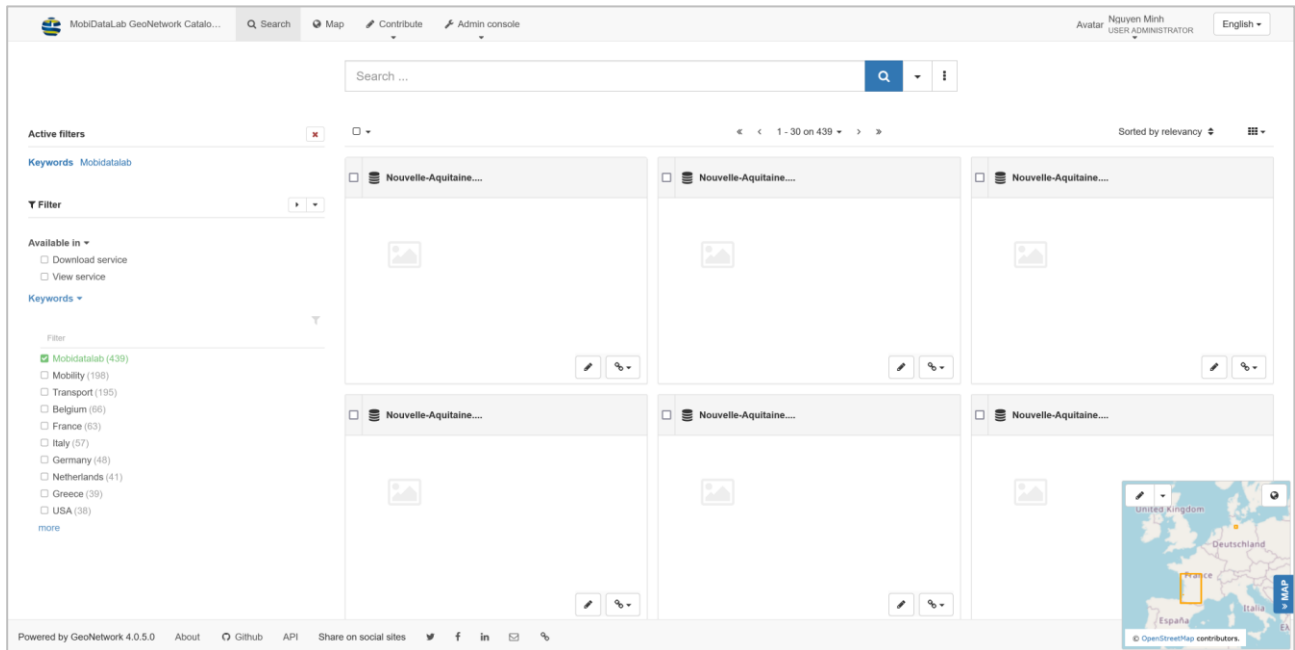 MobiDataLab GeoNetwork Catalo... Search Map Contribute Admin console Avatar Nguyen Minh English
USER ADMINISTRATOR
Search ...
Active filters
1 - 30 on 439 Sorted by relevancy
Keywords Mobidatalab
Nouvelle-Aquitaine.... Nouvelle-Aquitaine.... Nouvelle-Aquitaine....
Filter
Available in
Download service
View service
Keywords
Filter
Mobidatalab (439)
Mobility (198)
Transport (195)
Belgium (66)
Nouvelle-Aquitaine.... Nouvelle-Aquitaine.... Nouvelle-Aquitaine....
France (63)
Italy (57)
Germany (48)
Netherlands (41)
Greece (39)
USA (38)
more
United Kingdom
Deutschland
France
Italia
España
MAP
© OpenStreetMap contributors.
Powered by GeoNetwork 4.0.5.0 About Github API Share on social sites